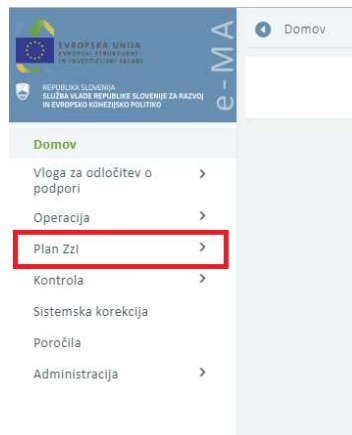 EVROPSKA UNIJA
EVROPSKI STRUKTURNI
IN INVESTICIJSKI SKLADI
REPUBLIKA SLOVENIJA
SLUŽBA VLADE REPUBLIKE SLOVENIJE ZA RAZVOJ
IN EVROPSKO KOHEZIJSKO POLITIKO
e-MA
Domov
Domov
Vloga za odločitev o
podpori
Operacija
Plan ZzI
Kontrola
Sistemska korekcija
Poročila
Administracija